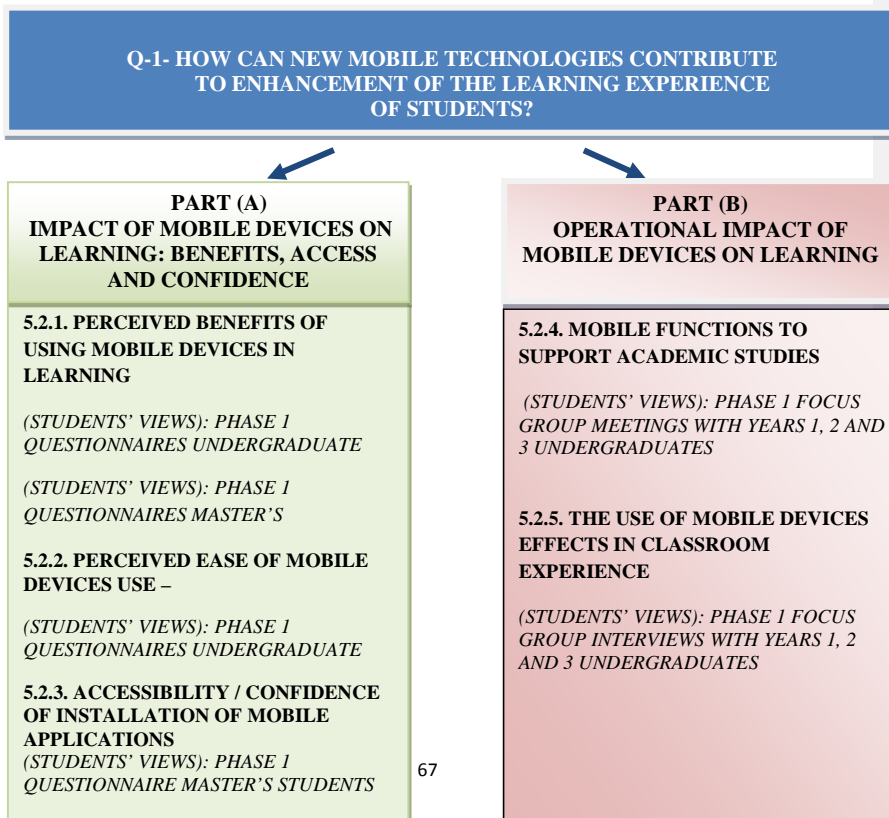 Q-1- HOW CAN NEW MOBILE TECHNOLOGIES CONTRIBUTE
TO ENHANCEMENT OF THE LEARNING EXPERIENCE
OF STUDENTS?
PART (A)
IMPACT OF MOBILE DEVICES ON
LEARNING: BENEFITS, ACCESS
AND CONFIDENCE
5.2.1. PERCEIVED BENEFITS OF
USING MOBILE DEVICES IN
LEARNING
(STUDENTS’ VIEWS): PHASE 1
QUESTIONNAIRES UNDERGRADUATE
(STUDENTS’ VIEWS): PHASE 1
QUESTIONNAIRES MASTER’S
5.2.2. PERCEIVED EASE OF MOBILE
DEVICES USE –
(STUDENTS’ VIEWS): PHASE 1
QUESTIONNAIRES UNDERGRADUATE
5.2.3. ACCESSIBILITY / CONFIDENCE
OF INSTALLATION OF MOBILE
APPLICATIONS
(STUDENTS’ VIEWS): PHASE 1
QUESTIONNAIRE MASTER’S STUDENTS
PART (B)
OPERATIONAL IMPACT OF
MOBILE DEVICES ON LEARNING
5.2.4. MOBILE FUNCTIONS TO
SUPPORT ACADEMIC STUDIES
(STUDENTS’ VIEWS): PHASE 1 FOCUS
GROUP MEETINGS WITH YEARS 1, 2 AND
3 UNDERGRADUATES
5.2.5. THE USE OF MOBILE DEVICES
EFFECTS IN CLASSROOM
EXPERIENCE
(STUDENTS’ VIEWS): PHASE 1 FOCUS
GROUP INTERVIEWS WITH YEARS 1, 2
AND 3 UNDERGRADUATES
67